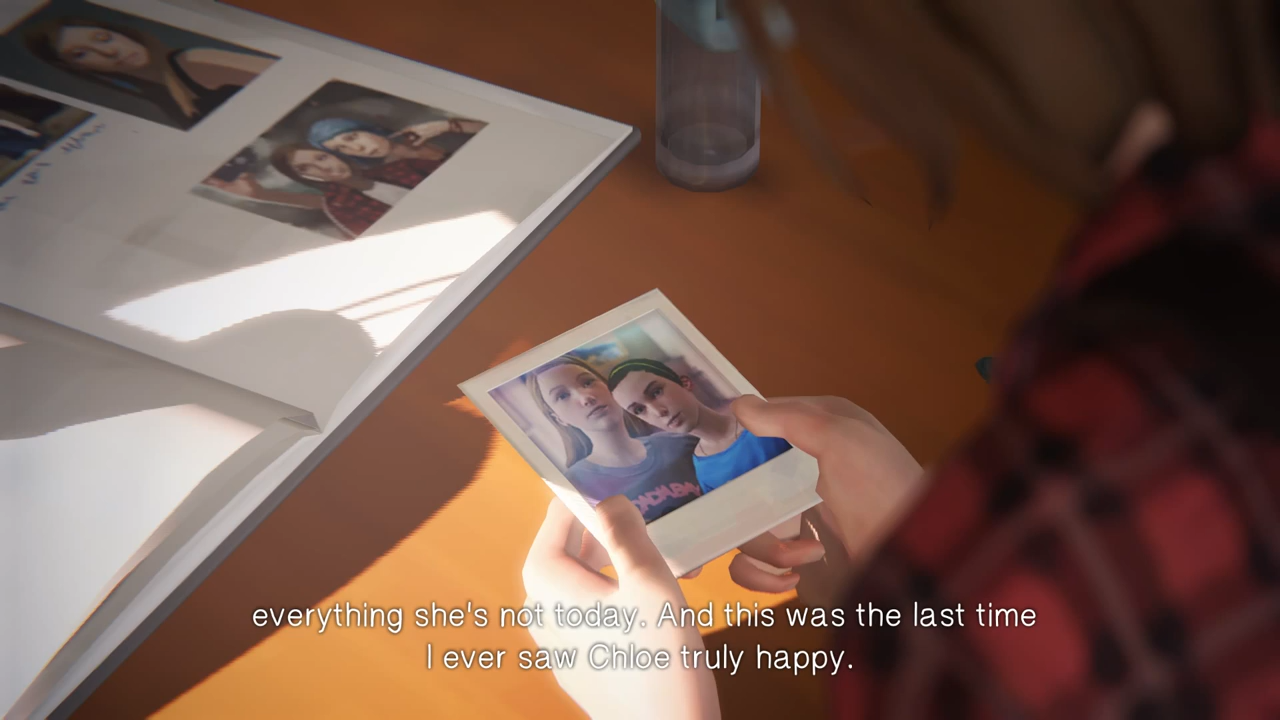 everything she's not today. And this was the last time
I ever saw Chloe truly happy.